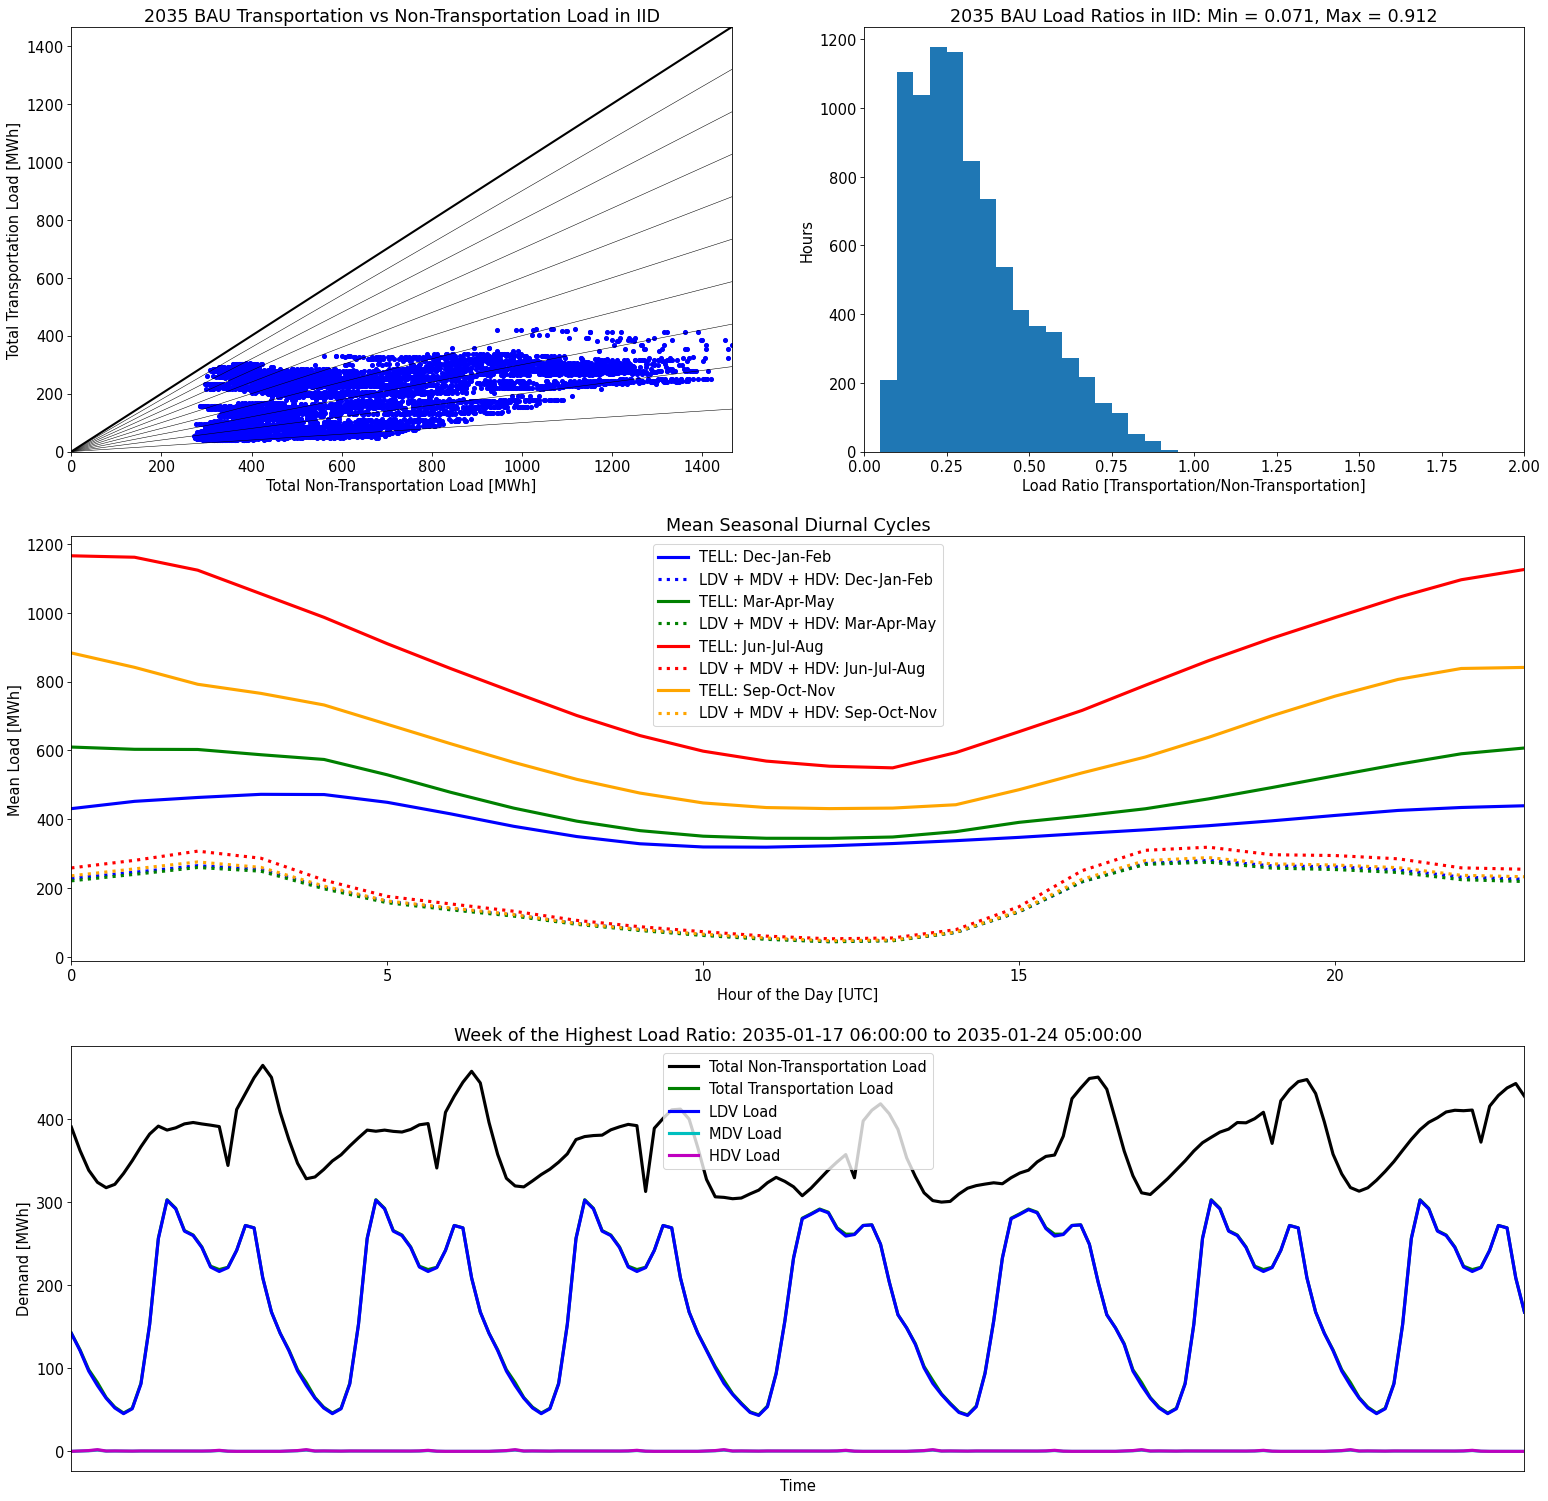 2035 BAU Transportation vs Non-Transportation Load in IID
Total Transportation Load [MWh]
1400
1200
1000
800
600
400
200
0
0 200 400 600 800 1000 1200 1400
Total Non-Transportation Load [MWh]
2035 BAU Load Ratios in IID: Min = 0.071, Max = 0.912
Hours
1200
1000
800
600
400
200
0
0.00 0.25 0.50 0.75 1.00 1.25 1.50 1.75 2.00
Load Ratio [Transportation/Non-Transportation]
Mean Seasonal Diurnal Cycles
Mean Load [MWh]
1200
1000
800
600
400
200
0
TELL: Dec-Jan-Feb
LDV + MDV + HDV: Dec-Jan-Feb
TELL: Mar-Apr-May
LDV + MDV + HDV: Mar-Apr-May
TELL: Jun-Jul-Aug
LDV + MDV + HDV: Jun-Jul-Aug
TELL: Sep-Oct-Nov
LDV + MDV + HDV: Sep-Oct-Nov
0 5 10 15 20
Hour of the Day [UTC]
Week of the Highest Load Ratio: 2035-01-17 06:00:00 to 2035-01-24 05:00:00
Demand [MWh]
400
300
200
100
0
Total Non-Transportation Load
Total Transportation Load
LDV Load
MDV Load
HDV Load
Time